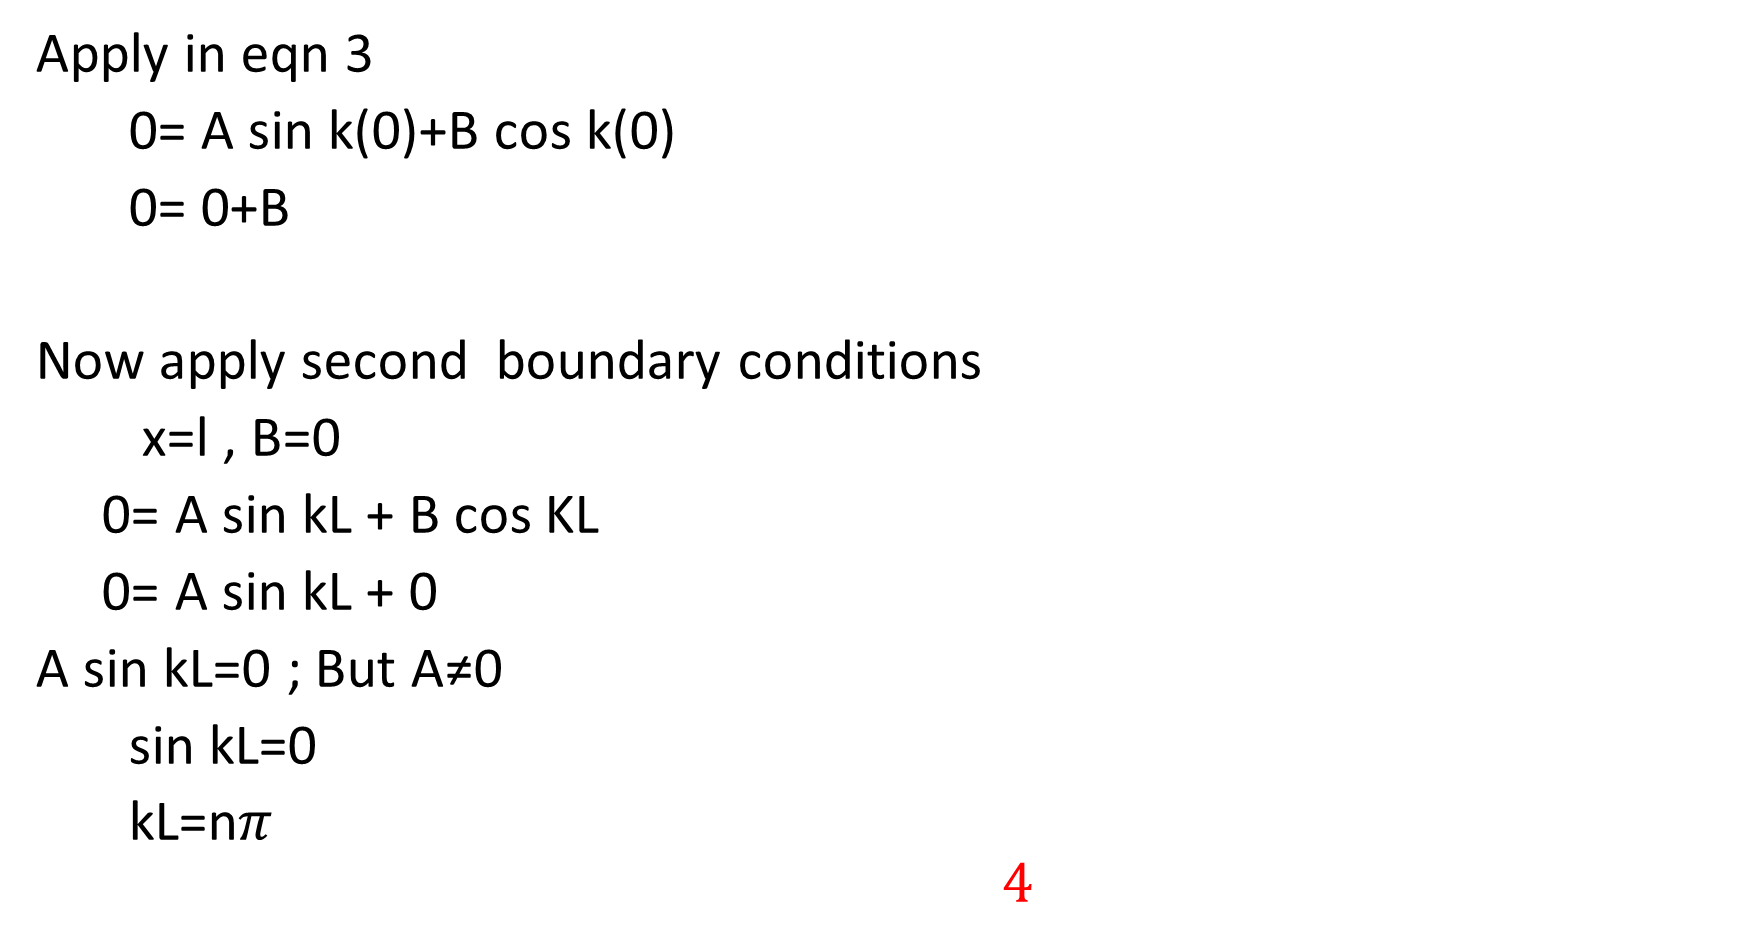 Apply in eqn 3
0= A sin k(0)+B cos k(0)
0= 0+B
Now apply second  boundary conditions
x=l , B=0
0= A sin kL + B cos KL
0= A sin kL + 0
A sin kL=0 ; But A≠0
sin kL=0
kL=n𝜋
4